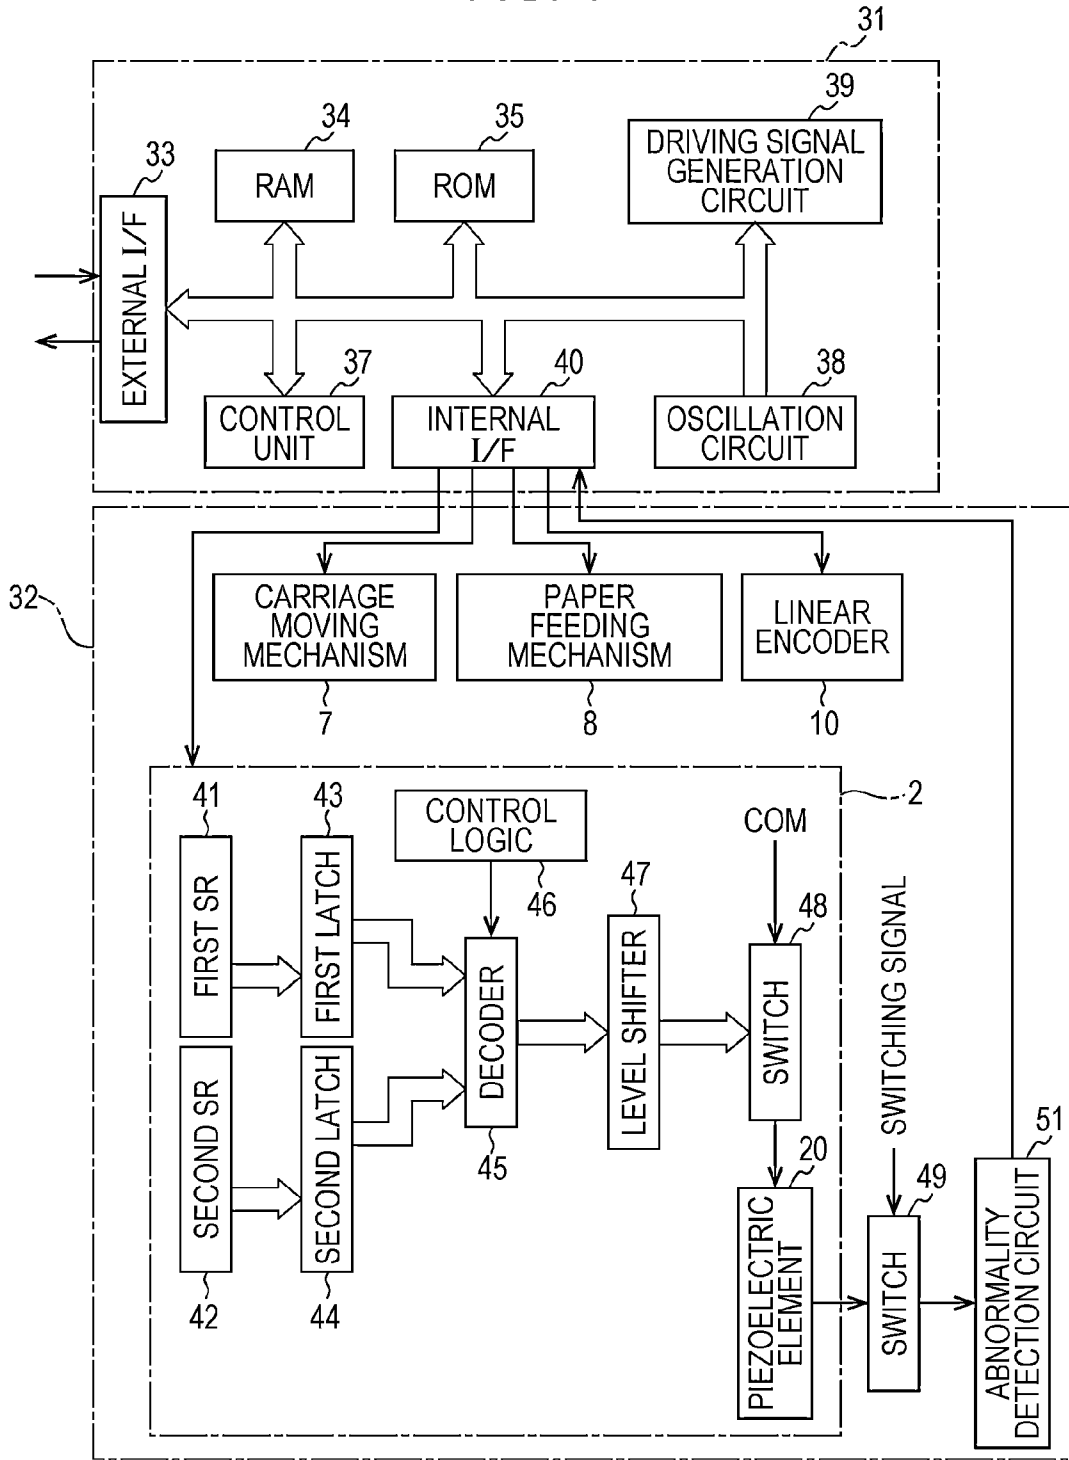 31
39
34
35
DRIVING SIGNAL
GENERATION
CIRCUIT
33
RAM
ROM
EXTERNAL I/F
37
40
38
CONTROL
UNIT
INTERNAL
I/F
OSCILLATION
CIRCUIT
32
CARRIAGE
MOVING
MECHANISM
PAPER
FEEDING
MECHANISM
LINEAR
ENCODER
7
8
10
2
41
43
CONTROL
LOGIC
COM
46
47
48
FIRST SR
FIRST LATCH
DECODER
LEVEL SHIFTER
SWITCH
SWITCHING SIGNAL
SECOND SR
SECOND LATCH
45
20
49
51
PIEZOELECTRIC
ELEMENT
SWITCH
ABNORMALITY
DETECTION CIRCUIT
42
44